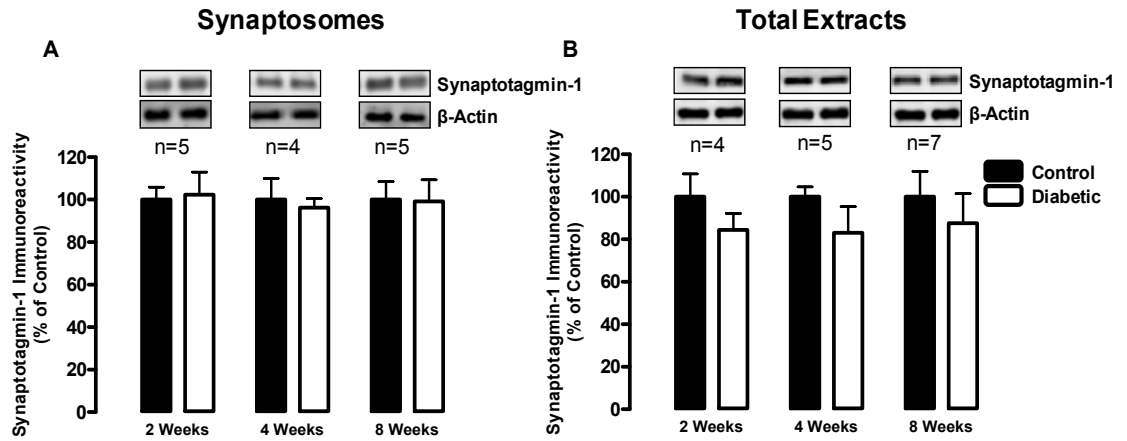 Synaptosomes
A
Synaptotagmin-1
β-Actin
n=5
n=4
n=5
Synaptotagmin-1 Immunoreactivity
(% of Control)
120
100
80
60
40
20
0
2 Weeks
4 Weeks
8 Weeks
Total Extracts
B
Synaptotagmin-1
β-Actin
n=4
n=5
n=7
Control
Diabetic
Synaptotagmin-1 Immunoreactivity
(% of Control)
120
100
80
60
40
20
0
2 Weeks
4 Weeks
8 Weeks